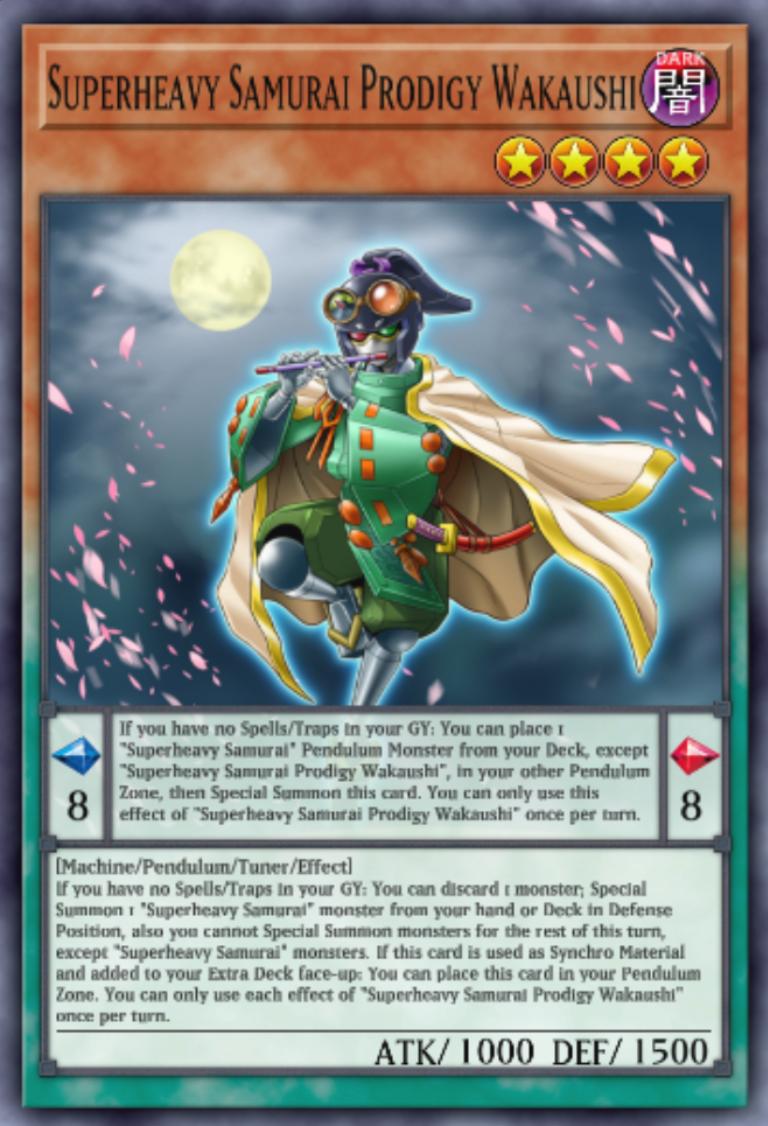 SUPERHEAVY SAMURAI PRODIGY WAKAUSHI
DARK
闇
If you have no Spells/Traps in your GY: You can place 1
"Superheavy Samurai" Pendulum Monster from your Deck, except
"Superheavy Samurai Prodigy Wakaushi", in your other Pendulum
Zone, then Special Summon this card. You can only use this
effect of "Superheavy Samurai Prodigy Wakaushi" once per turn.
8
8
[Machine/Pendulum/Tuner/Effect]
If you have no Spells/Traps in your GY: You can discard 1 monster; Special
Summon 1 "Superheavy Samurai" monster from your hand or Deck in Defense
Position, also you cannot Special Summon monsters for the rest of this turn,
except "Superheavy Samurai" monsters. If this card is used as Synchro Material
and added to your Extra Deck face-up: You can place this card in your Pendulum
Zone. You can only use each effect of "Superheavy Samurai Prodigy Wakaushi"
once per turn.
ATK/ 1000 DEF/ 1500